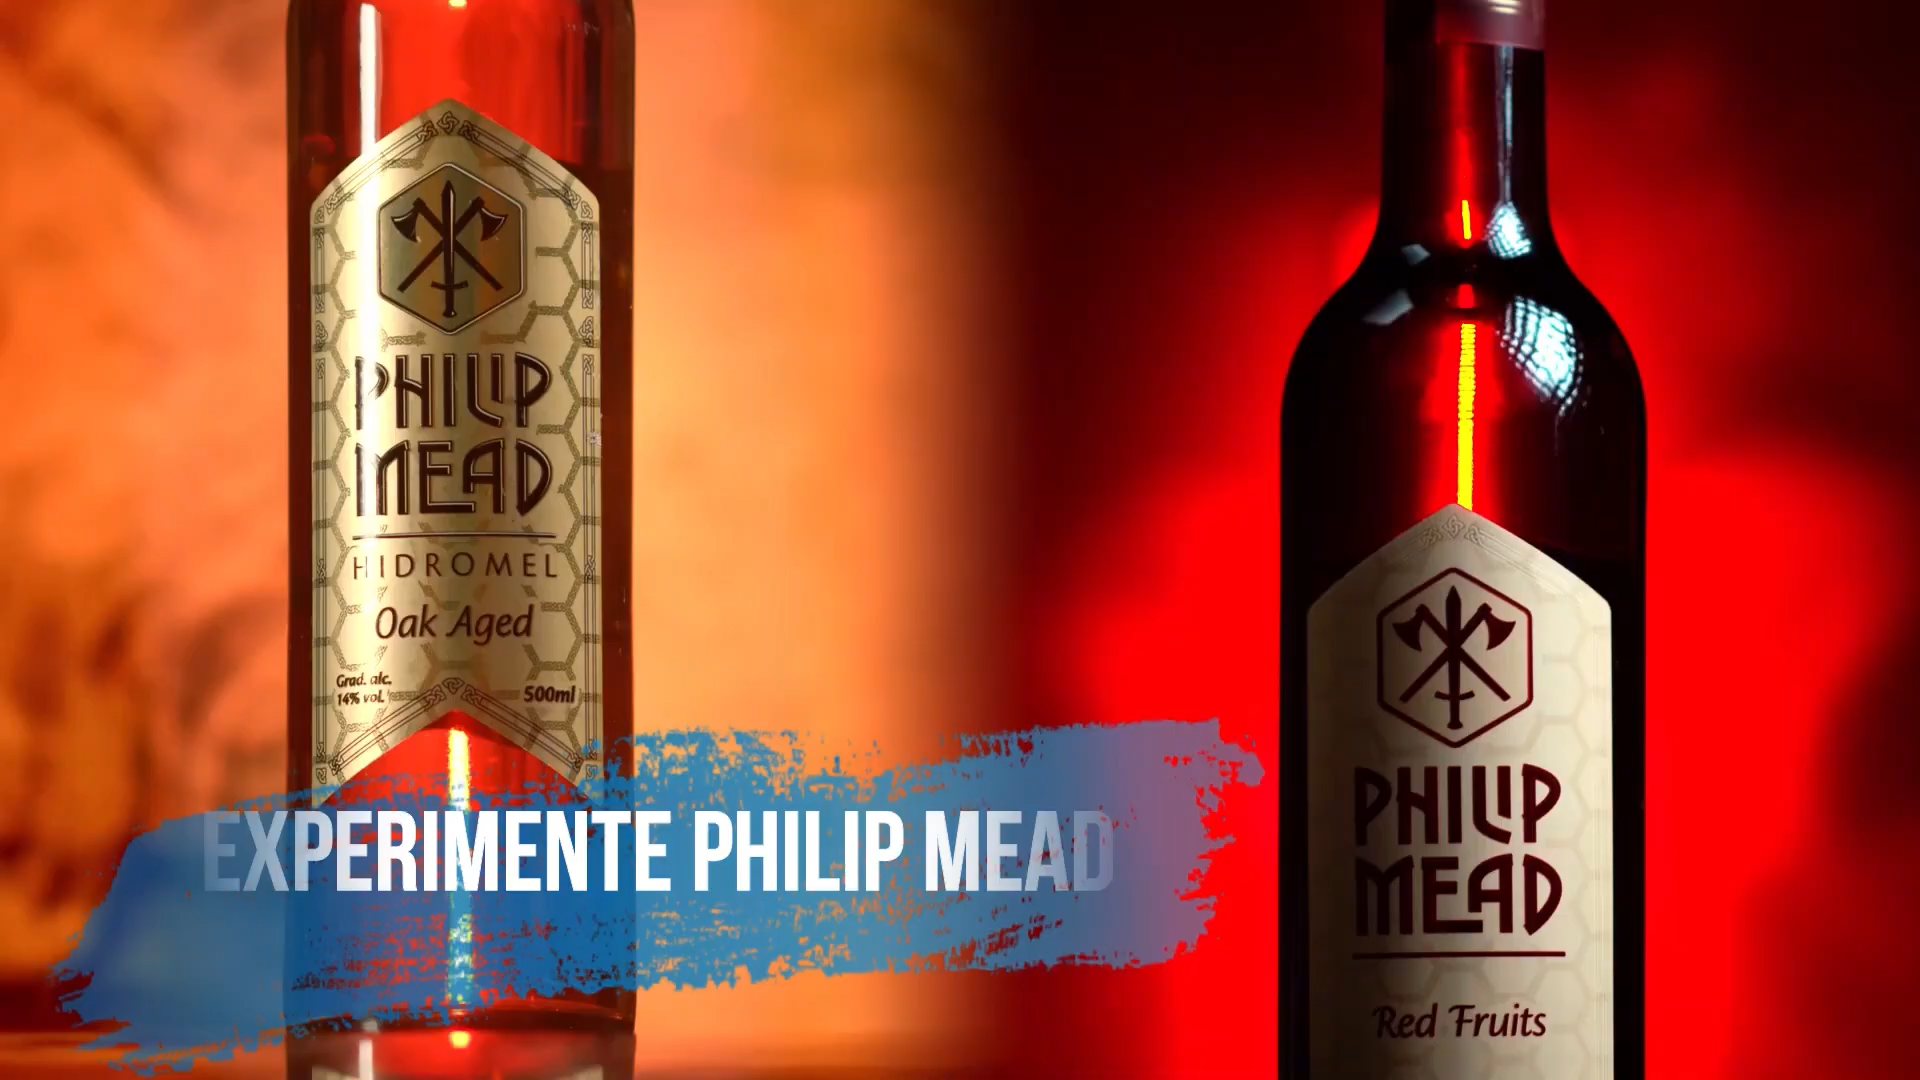 PHILIP
MEAD
HIDROMEL
Oak Aged
Grad. alc.
14% vol.
500ml
EXPERIMENTE PHILIP MEAD
PHILIP
MEAD
Red Fruits